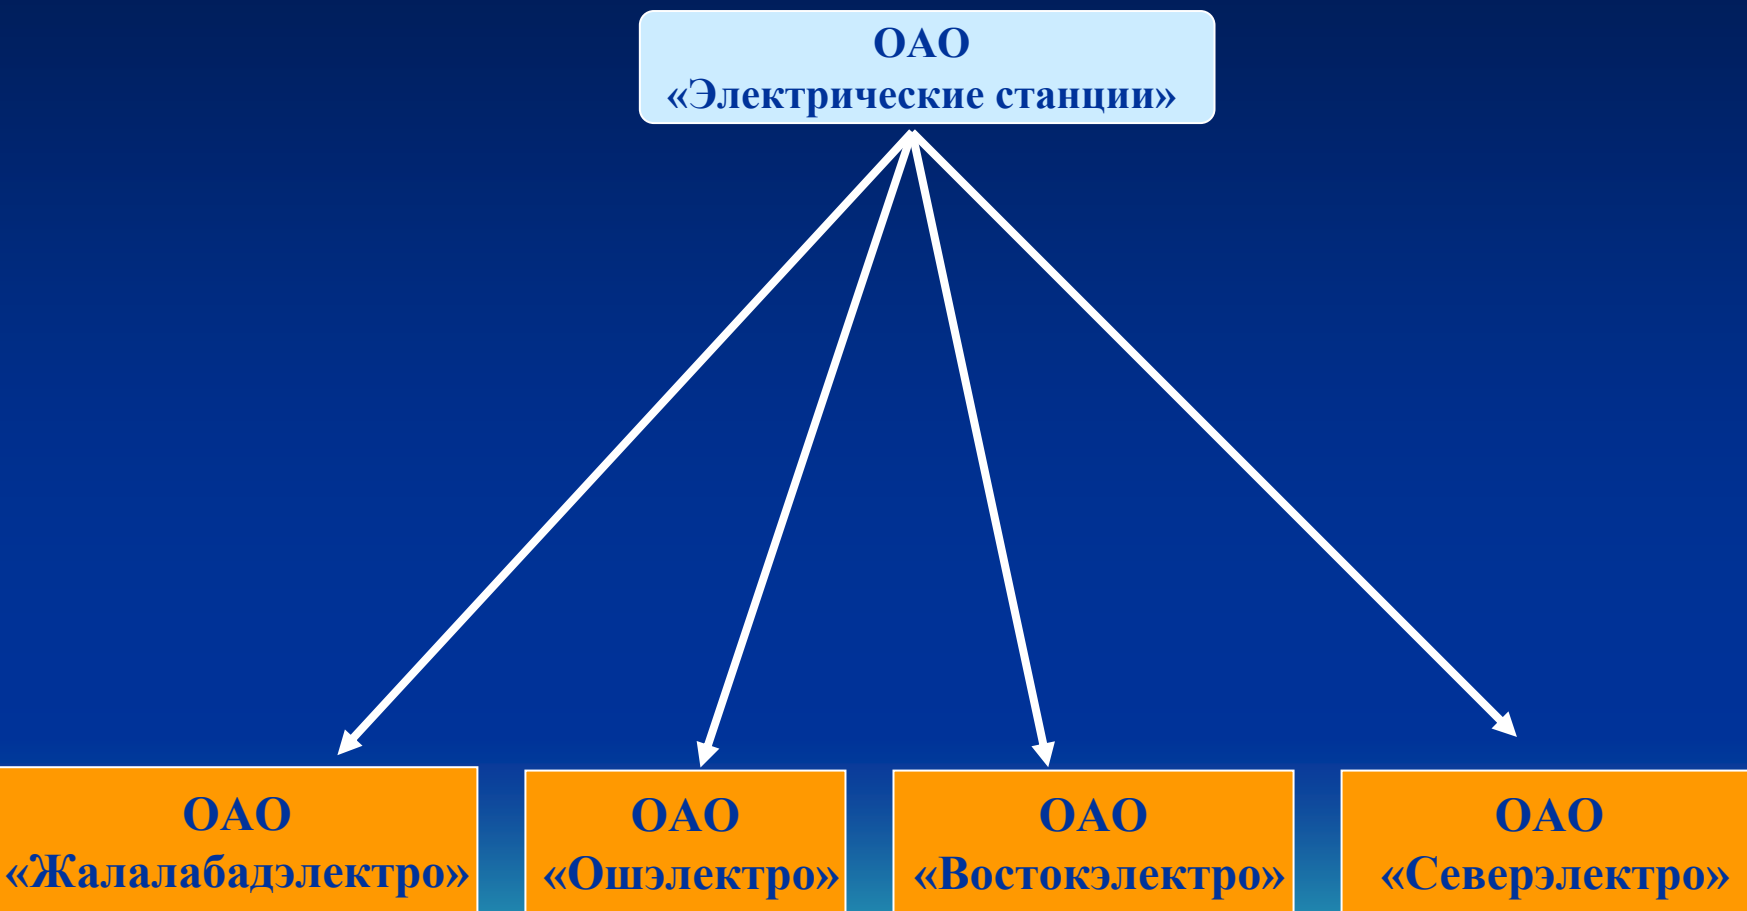 ОАО
«Электрические станции»
ОАО
«Жалалабадэлектро»
ОАО
«Ошэлектро»
ОАО
«Востокэлектро»
ОАО
«Северэлектро»